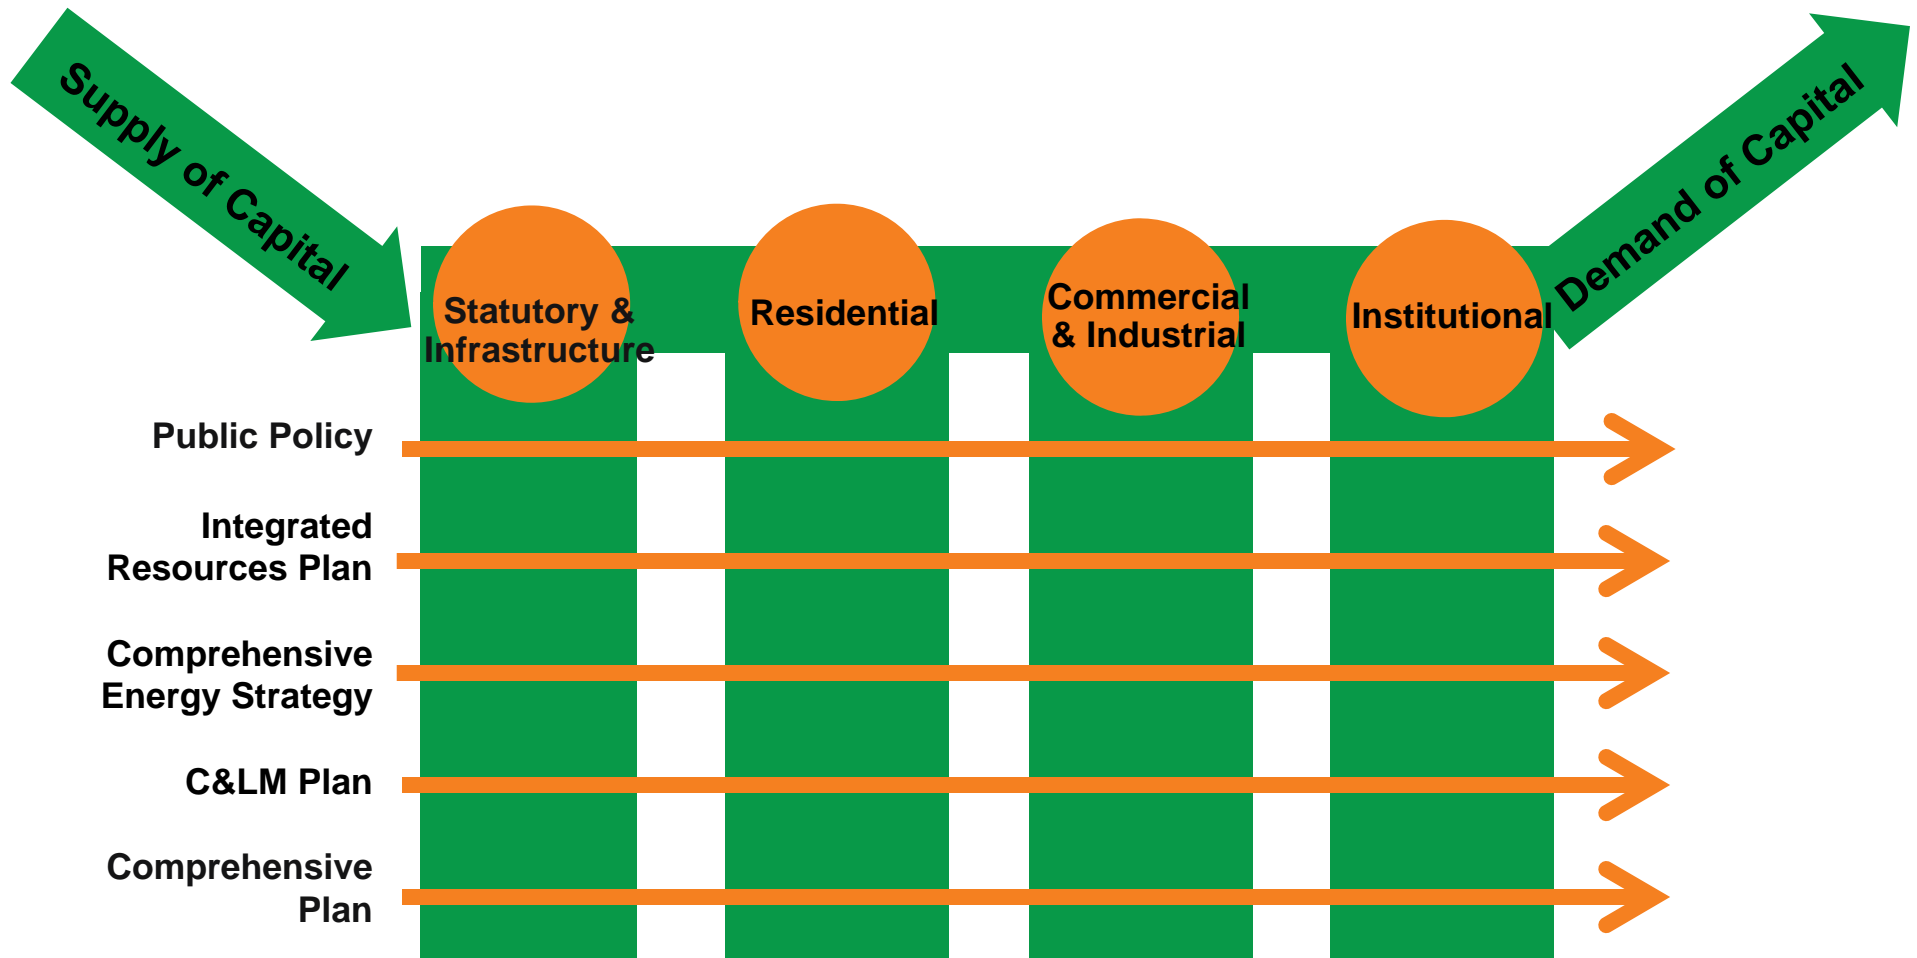 Supply of Capital
Demand of Capital
Statutory &
Infrastructure
Residential
Commercial
& Industrial
Institutional
Public Policy
Integrated
Resources Plan
Comprehensive
Energy Strategy
C&LM Plan
Comprehensive
Plan